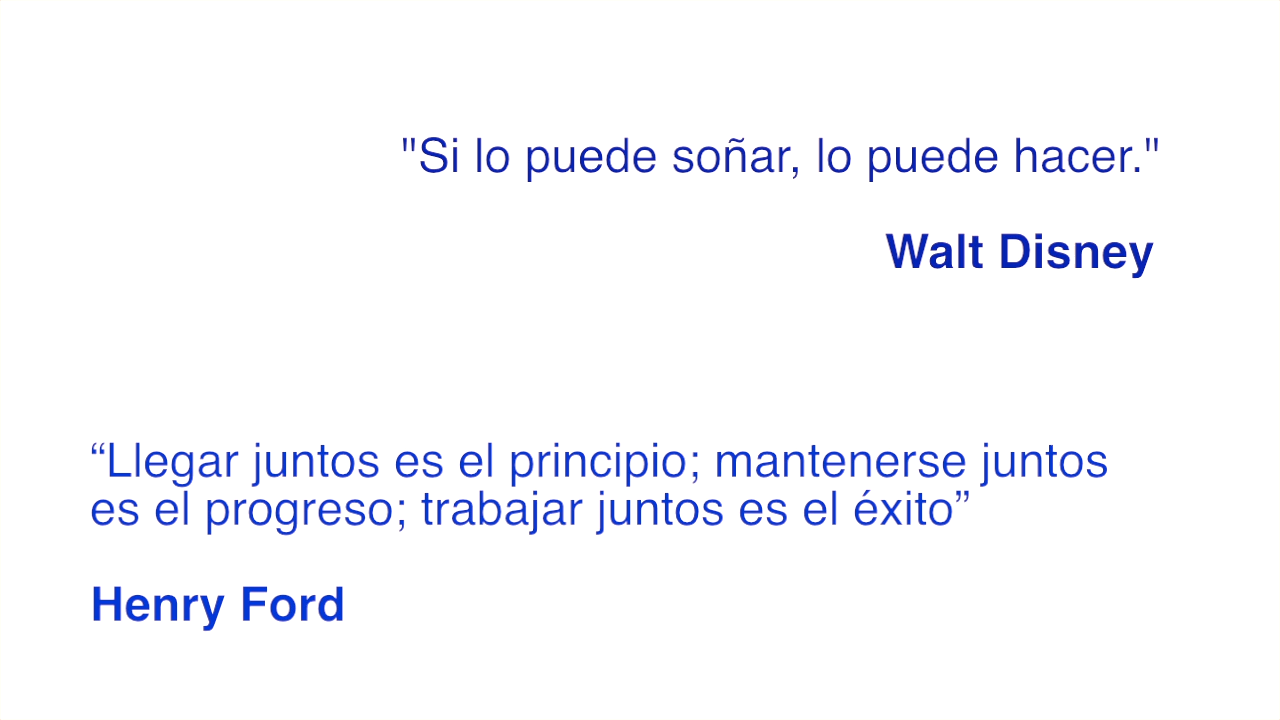 "Si lo puede soñar, lo puede hacer."
Walt Disney
“Llegar juntos es el principio; mantenerse juntos
es el progreso; trabajar juntos es el éxito”
Henry Ford